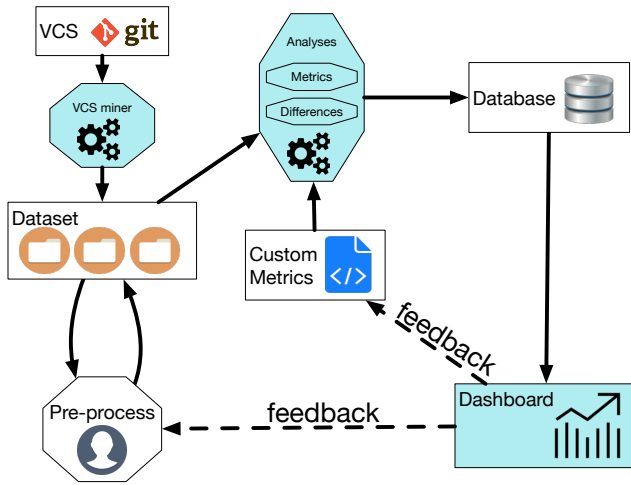 VCS git
VCS miner
Analyses
Metrics
Differences
Database
Dataset
Custom
Metrics
</>
feedback
feedback
Pre-process
Dashboard